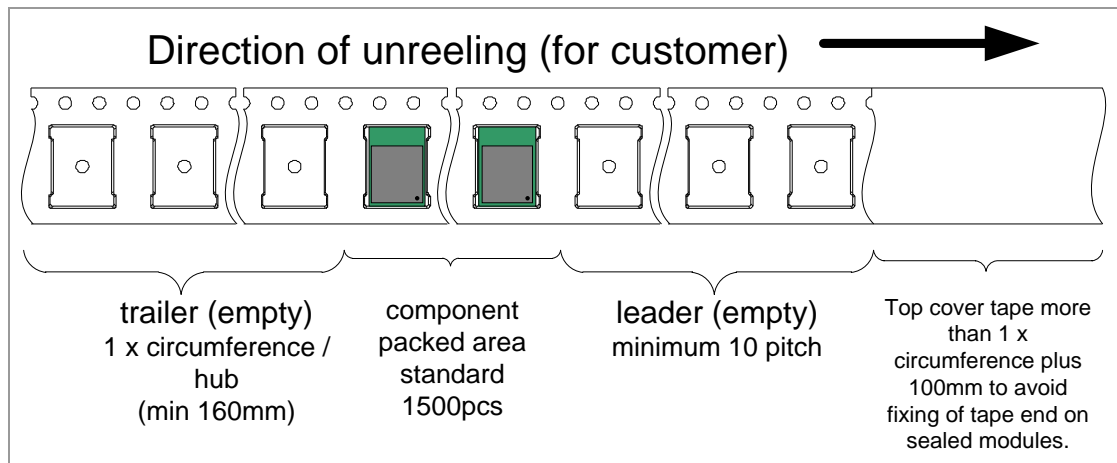 Direction of unreeling (for customer)
trailer (empty)
1 x circumference /
hub
(min 160mm)
component
packed area
standard
1500pcs
leader (empty)
minimum 10 pitch
Top cover tape more
than 1 x
circumference plus
100mm to avoid
fixing of tape end on
sealed modules.